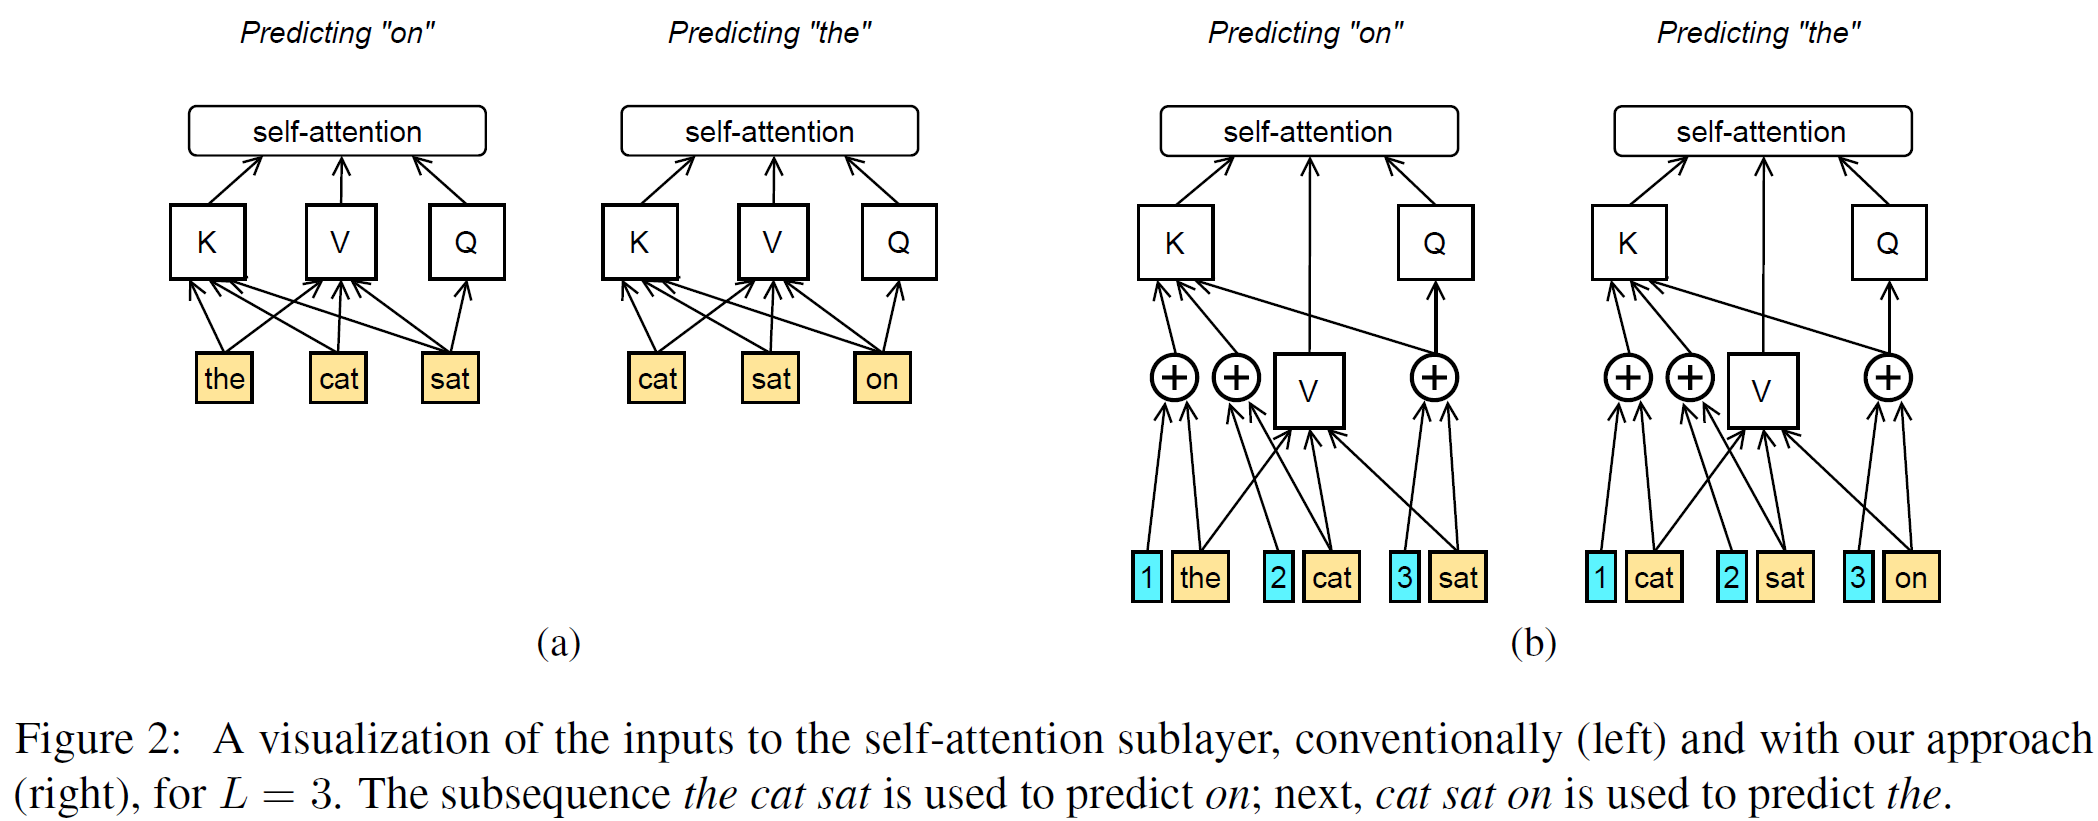 Predicting "on"
Predicting "the"
Predicting "on"
Predicting "the"
self-attention
self-attention
self-attention
self-attention
K
V
Q
K
V
Q
K
Q
K
Q
the
cat
sat
cat
sat
on
+
+
V
+
+
+
V
+
1
the
2
cat
3
sat
1
cat
2
sat
3
on
(a)
(b)
Figure 2: A visualization of the inputs to the self-attention sublayer, conventionally (left) and with our approach
(right), for L = 3. The subsequence the cat sat is used to predict on; next, cat sat on is used to predict the.